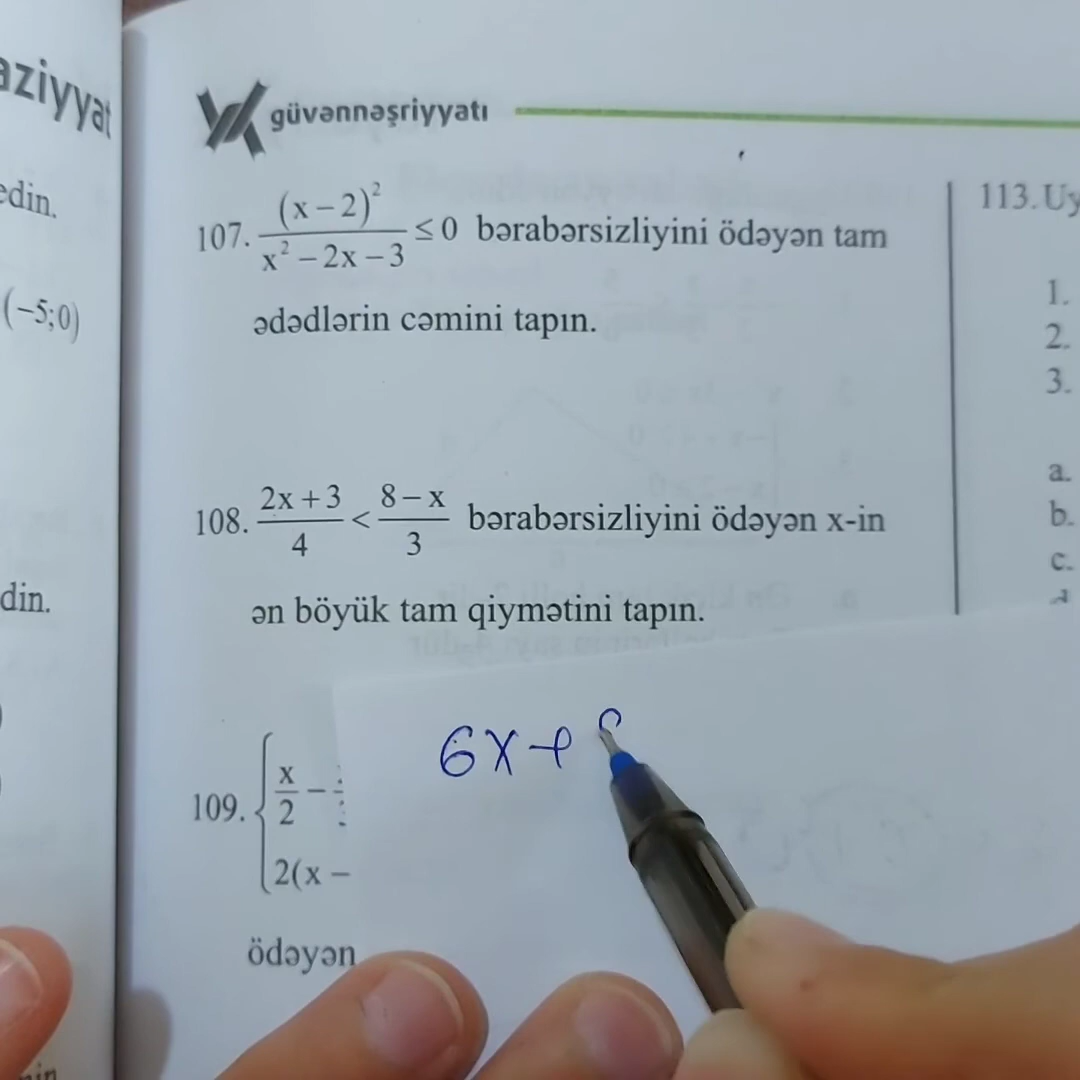 aziyyat
edin.
(–5;0)
din.
güvənnəşriyyatı
107. (x – 2)² / x² – 2x – 3 ≤ 0 bərabərsizliyini ödəyən tam
ədədlərin cəmini tapın.
108. 2x + 3 / 4 < 8 – x / 3 bərabərsizliyini ödəyən x-in
ən böyük tam qiymətini tapın.
6x +
109. { x / 2 –
2(x –
ödəyən
113. Uy
1.
2.
3.
a.
b.
c.